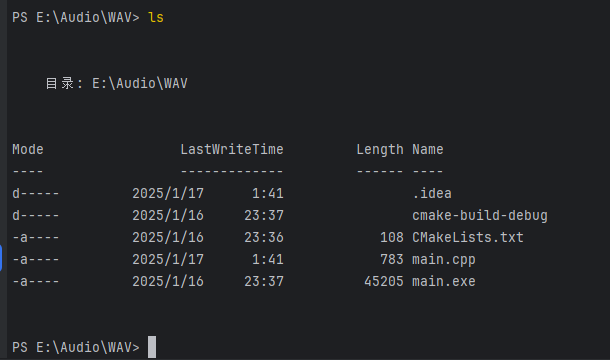 PS E:\Audio\WAV> ls
目录: E:\Audio\WAV
Mode                 LastWriteTime         Length Name
----                 -------------         ------ ----
d-----         2025/1/17      1:41                .idea
d-----         2025/1/16     23:37                cmake-build-debug
-a----         2025/1/16     23:36            108 CMakeLists.txt
-a----         2025/1/17      1:41            783 main.cpp
-a----         2025/1/16     23:37          45205 main.exe
PS E:\Audio\WAV>